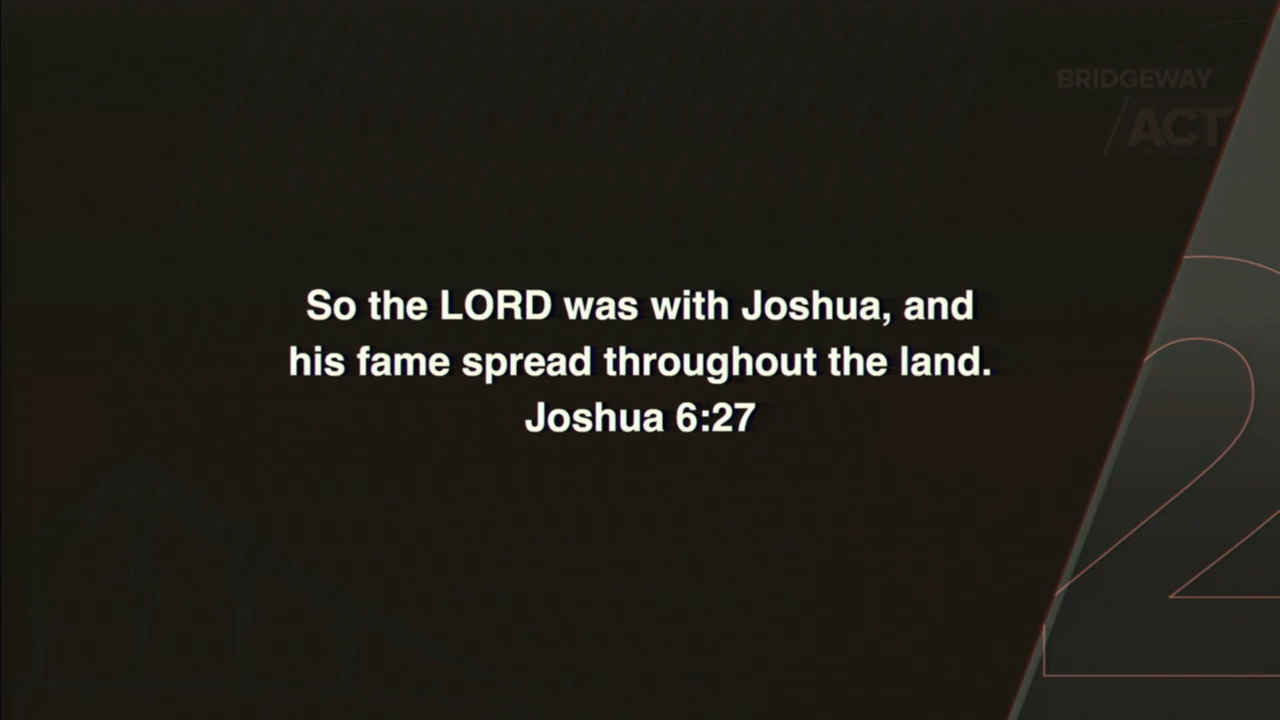 BRIDGEWAY
/ACT
So the LORD was with Joshua, and
his fame spread throughout the land.
Joshua 6:27
2